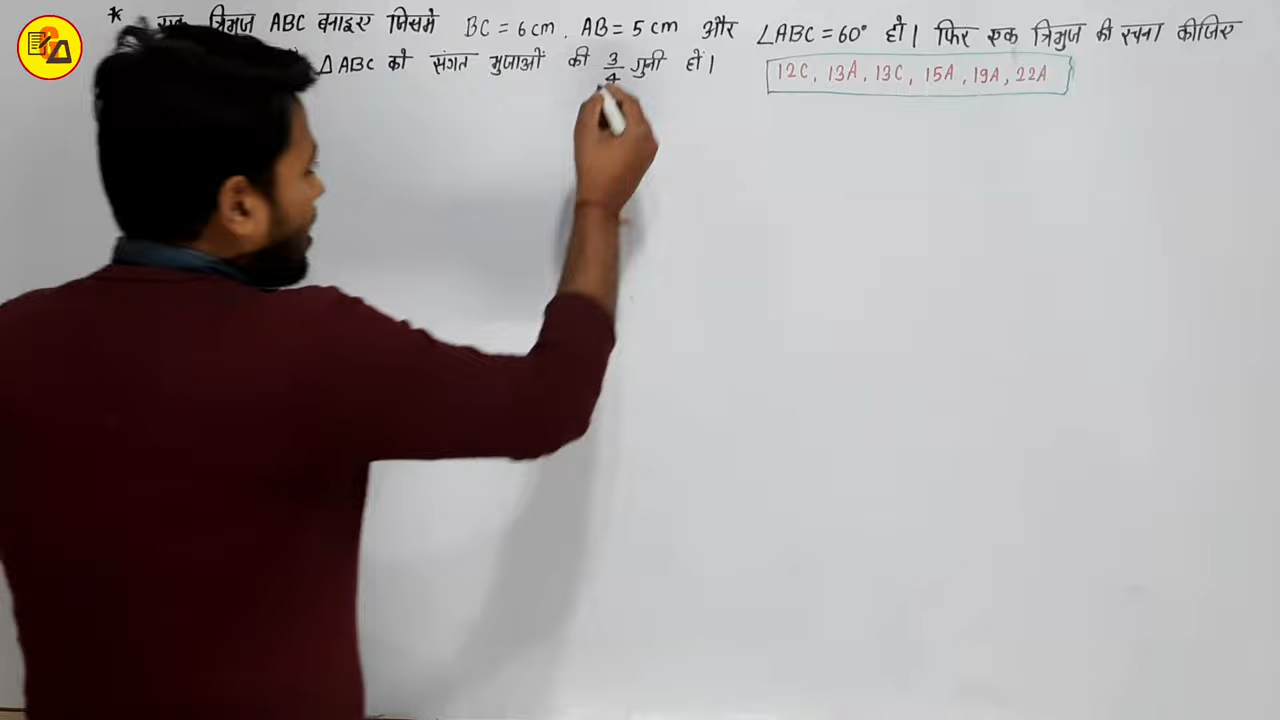 * एक त्रिभुज ABC बनाइए जिसमे BC = 6 cm, AB = 5 cm और ∠ABC = 60° हो। फिर एक त्रिभुज की रचना कीजिए
△ABC को संगत भुजाओं की 3/4 गुनी हों।
12C, 13A, 13C, 15A, 19A, 22A